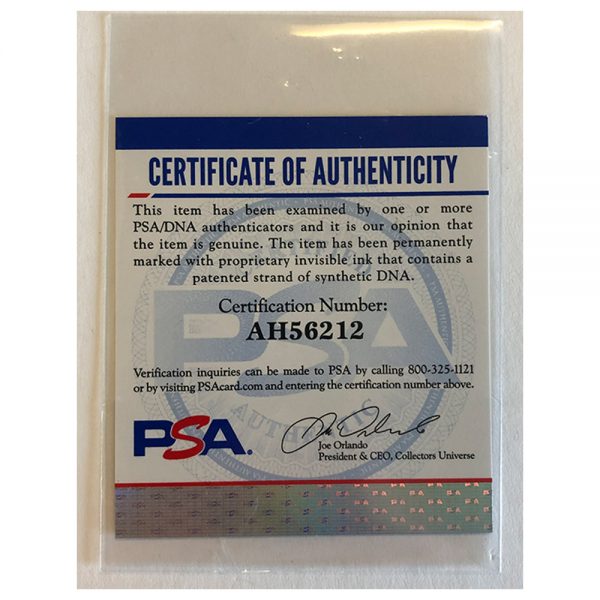 CERTIFICATE OF AUTHENTICITY
This item has been examined by one or more
PSA/DNA authenticators and it is our opinion that
the item is genuine. The item has been permanently
marked with proprietary invisible ink that contains a
patented strand of synthetic DNA.
Certification Number:
AH56212
Verification inquiries can be made to PSA by calling 800-325-1121
or by visiting PSAcard.com and entering the certification number above.
PSA
AUTHENTIC
PSA.
Joe Orlando
President & CEO, Collectors Universe